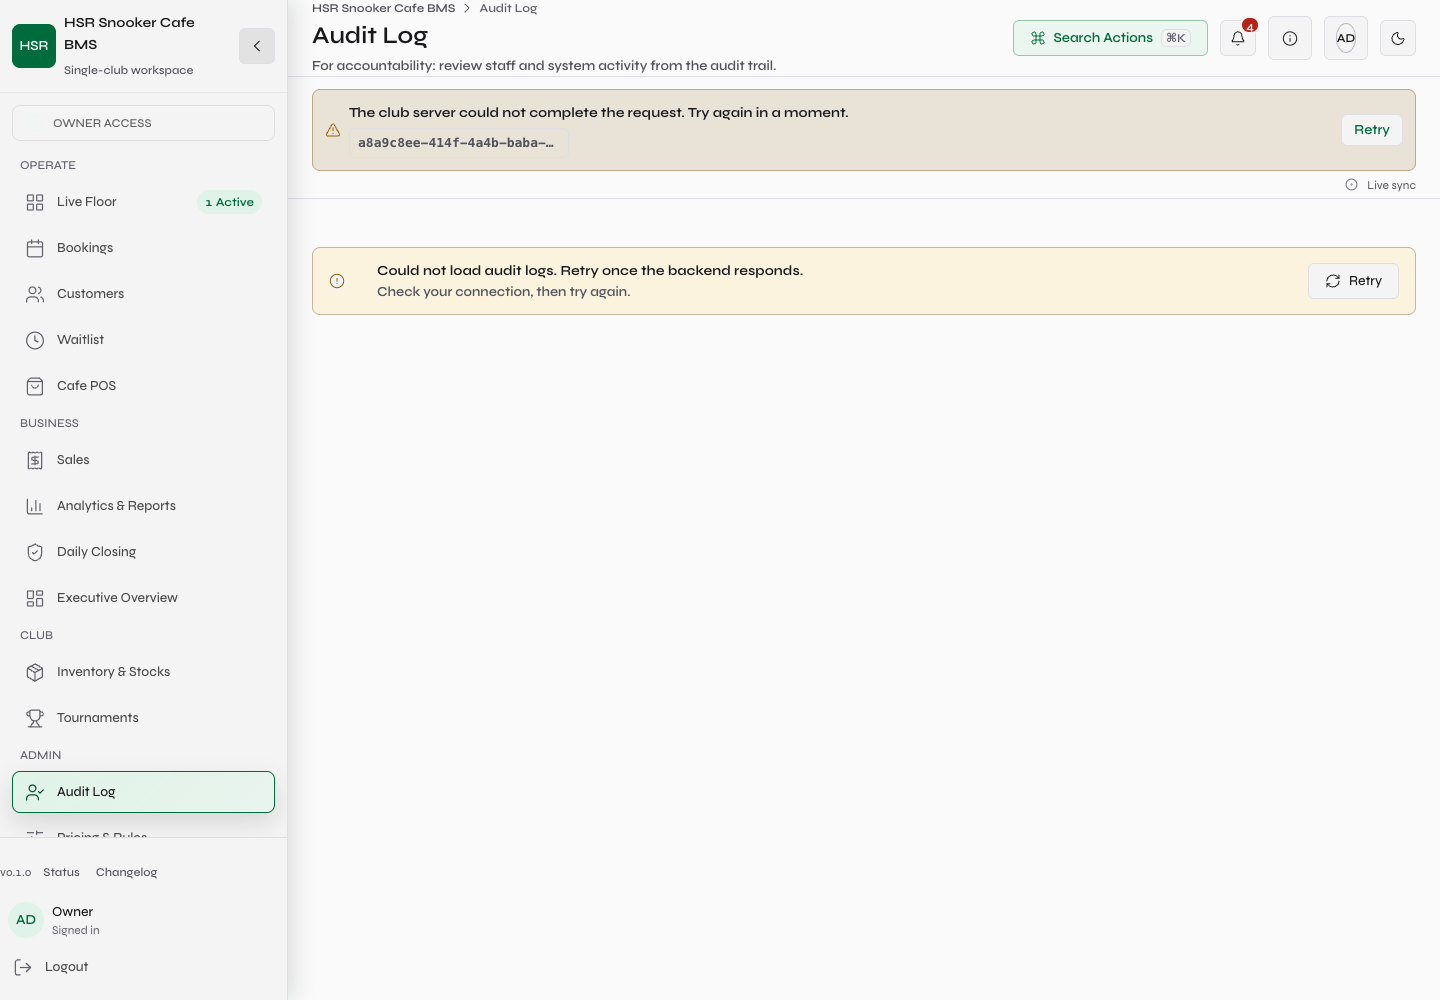 HSR
HSR Snooker Cafe
BMS
Single-club workspace
OWNER ACCESS
OPERATE
Live Floor
1 Active
Bookings
Customers
Waitlist
Cafe POS
BUSINESS
Sales
Analytics & Reports
Daily Closing
Executive Overview
CLUB
Inventory & Stocks
Tournaments
ADMIN
Audit Log
Pricing & Rules
v0.1.0 Status Changelog
AD
Owner
Signed in
Logout
HSR Snooker Cafe BMS > Audit Log
Audit Log
For accountability: review staff and system activity from the audit trail.
Search Actions ⌘K
4
AD
The club server could not complete the request. Try again in a moment.
a8a9c8ee-414f-4a4b-baba-…
Retry
Live sync
Could not load audit logs. Retry once the backend responds.
Check your connection, then try again.
Retry